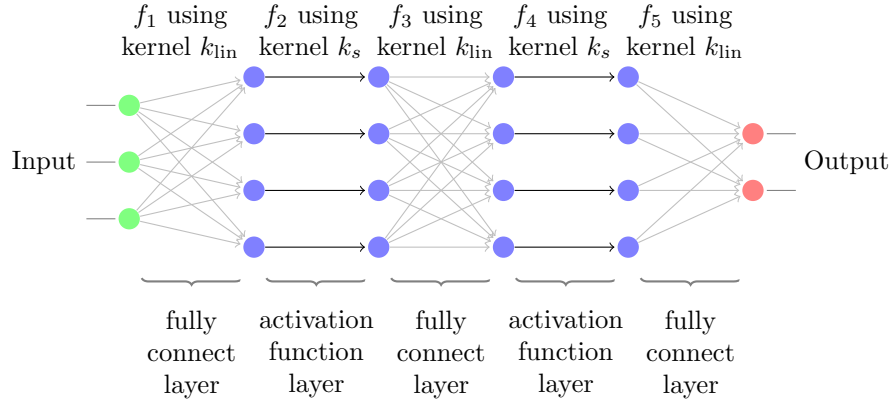 f₁ using
kernel k_lin
f₂ using
kernel k_s
f₃ using
kernel k_lin
f₄ using
kernel k_s
f₅ using
kernel k_lin
Input
Output
fully
connect
layer
activation
function
layer
fully
connect
layer
activation
function
layer
fully
connect
layer